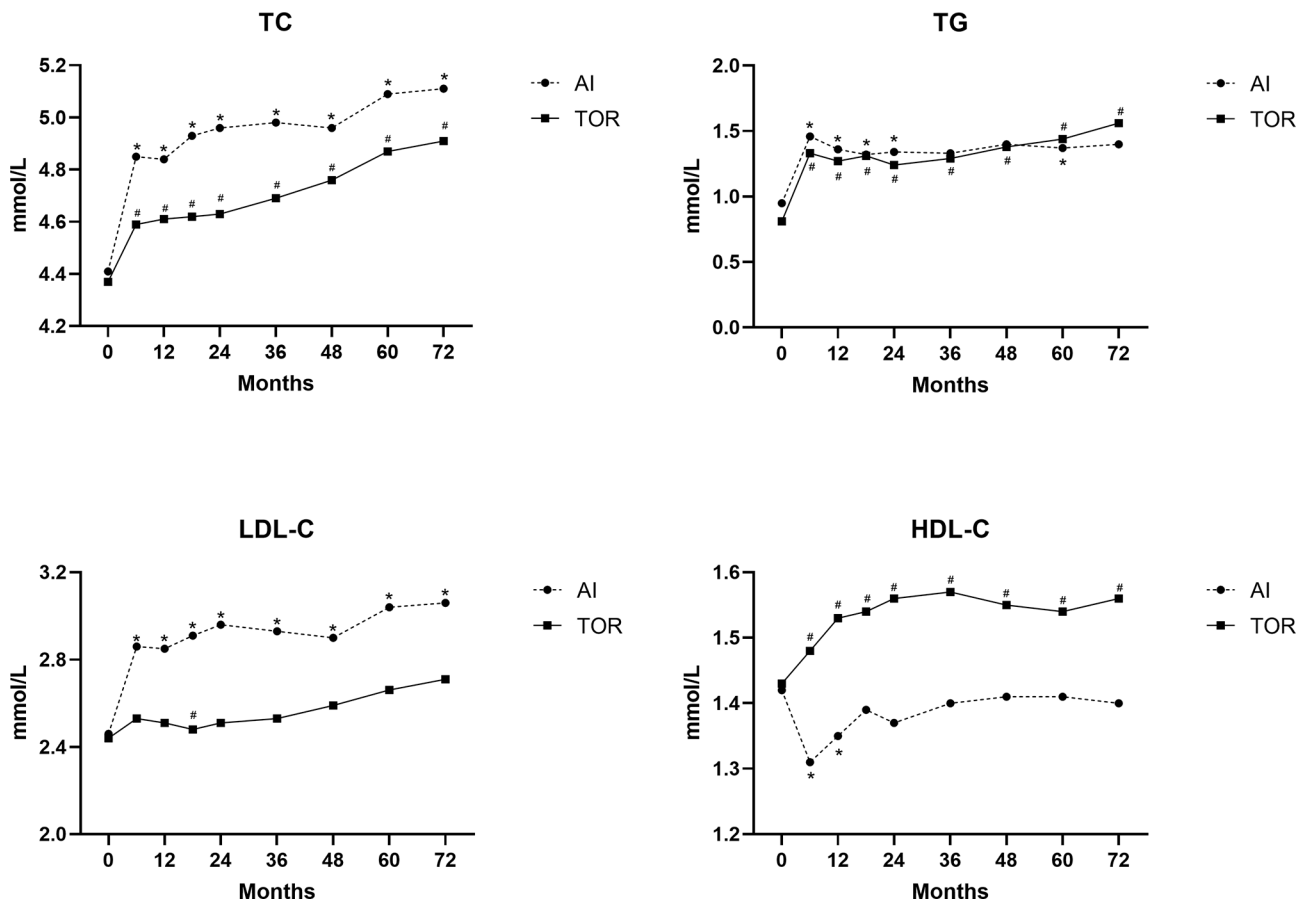 TC
5.2
5.0
4.8
4.6
4.4
4.2
mmol/L
* * * * * * * *
# # # # # # # #
0 12 24 36 48 60 72
Months
AI
TOR
TG
2.0
1.5
1.0
0.5
0.0
mmol/L
* * * * # #
# # # # # # *
0 12 24 36 48 60 72
Months
AI
TOR
LDL-C
3.2
2.8
2.4
2.0
mmol/L
* * * * * * * *
#
0 12 24 36 48 60 72
Months
AI
TOR
HDL-C
1.6
1.5
1.4
1.3
1.2
mmol/L
# # # # # # # #
* *
0 12 24 36 48 60 72
Months
AI
TOR